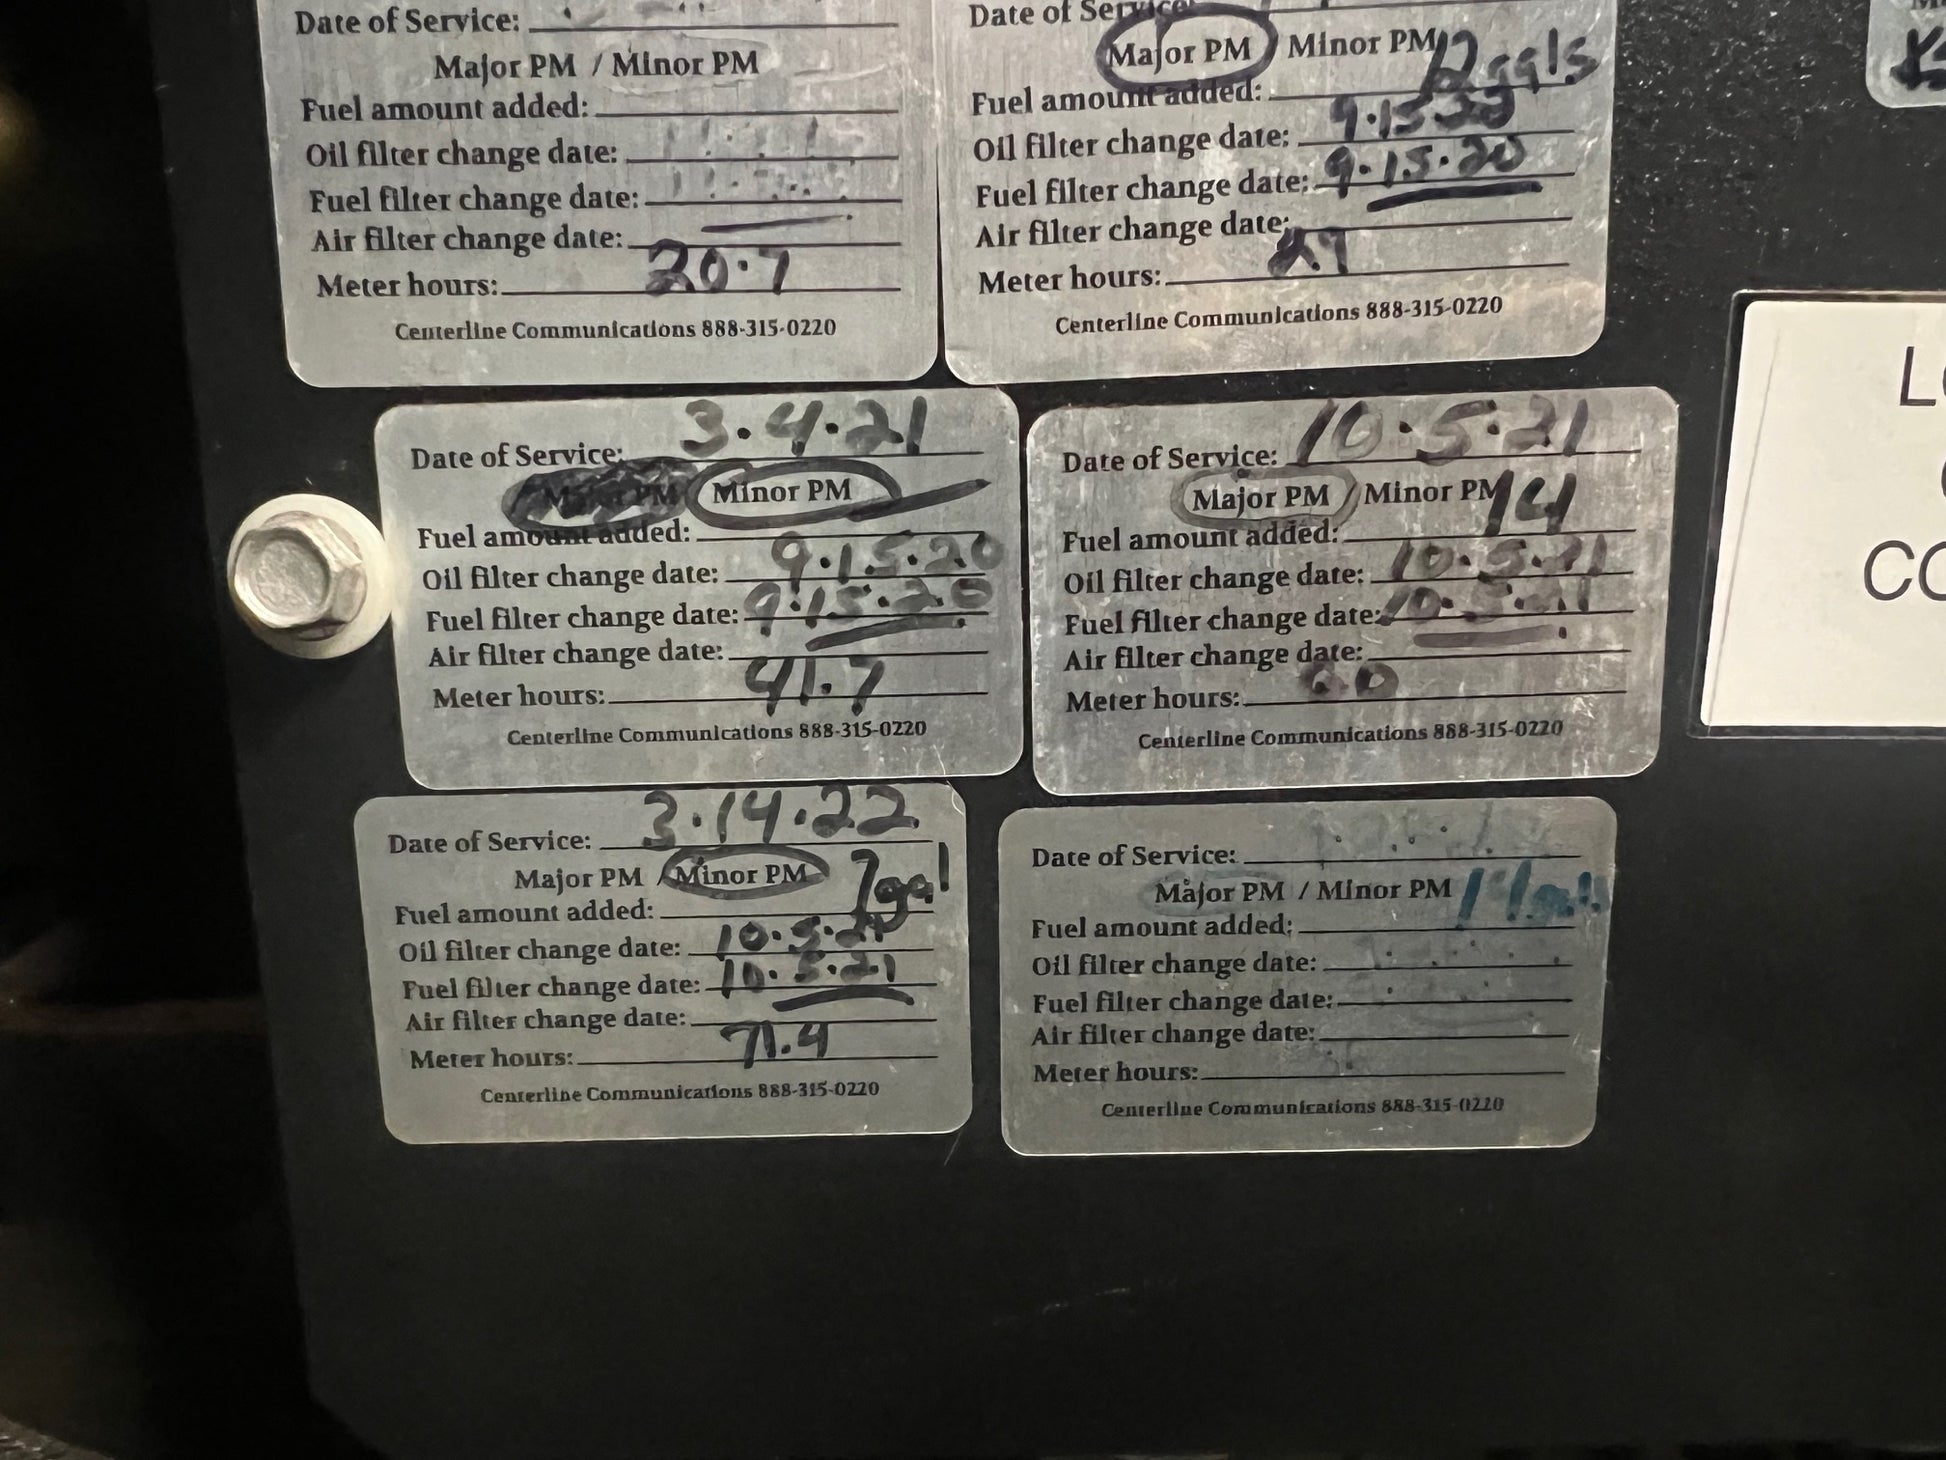 Date of Service:
Major PM / Minor PM
Fuel amount added:
Oil filter change date:
Fuel filter change date:
Air filter change date:
Meter hours: 20.7
Centerline Communications 888-315-0220
Date of Service:
Major PM / Minor PM
Fuel amount added: 12gals
Oil filter change date: 9.15.20
Fuel filter change date: 9.15.20
Air filter change date:
Meter hours:
Centerline Communications 888-315-0220
Date of Service: 3.4.21
Major PM Minor PM
Fuel amount added:
Oil filter change date: 9.15.20
Fuel filter change date: 9.15.20
Air filter change date:
Meter hours: 41.7
Centerline Communications 888-315-0220
Date of Service: 10.5.21
Major PM / Minor PM
Fuel amount added: 14
Oil filter change date: 10.5.21
Fuel filter change date: 10.5.21
Air filter change date:
Meter hours:
Centerline Communications 888-315-0220
Date of Service: 3.14.22
Major PM / Minor PM
Fuel amount added: 7gal
Oil filter change date: 10.5.21
Fuel filter change date: 10.5.21
Air filter change date:
Meter hours: 71.4
Centerline Communications 888-315-0220
Date of Service:
Major PM / Minor PM
Fuel amount added:
Oil filter change date:
Fuel filter change date:
Air filter change date:
Meter hours:
Centerline Communications 888-315-0220